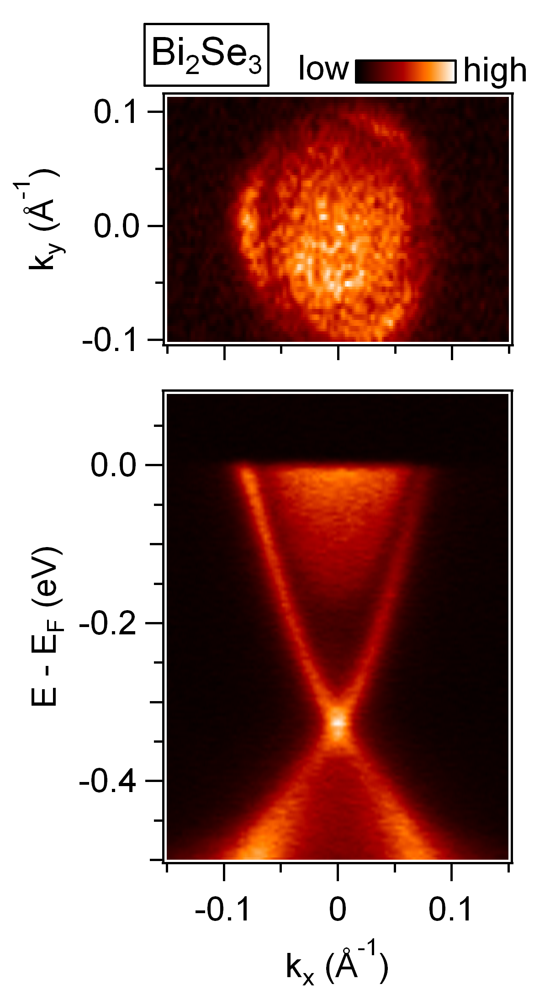 Bi₂Se₃
low high
0.1
0.0
-0.1
ky (Å⁻¹)
0.0
-0.2
-0.4
E - EF (eV)
-0.1 0 0.1
kx (Å⁻¹)